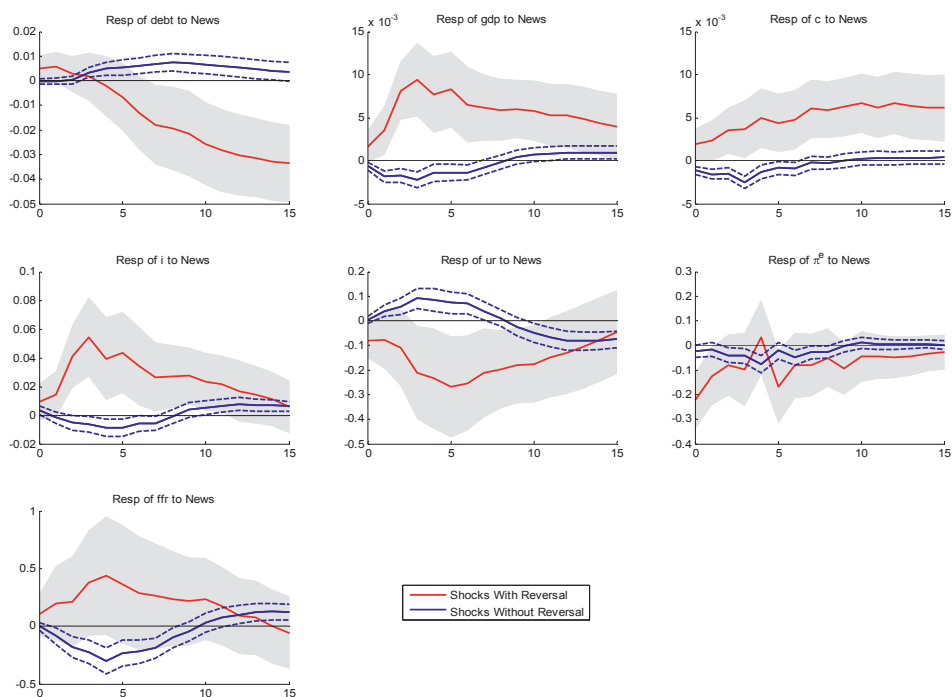 Resp of debt to News
0.02
0.01
0
-0.01
-0.02
-0.03
-0.04
-0.05
0 5 10 15
Resp of gdp to News
x 10⁻³
15
10
5
0
-5
0 5 10 15
Resp of c to News
x 10⁻³
15
10
5
0
-5
0 5 10 15
Resp of i to News
0.1
0.08
0.06
0.04
0.02
0
-0.02
0 5 10 15
Resp of ur to News
0.2
0.1
0
-0.1
-0.2
-0.3
-0.4
-0.5
0 5 10 15
Resp of πᵉ to News
0.3
0.2
0.1
0
-0.1
-0.2
-0.3
-0.4
0 5 10 15
Resp of ffr to News
1
0.5
0
-0.5
0 5 10 15
Shocks With Reversal
Shocks Without Reversal